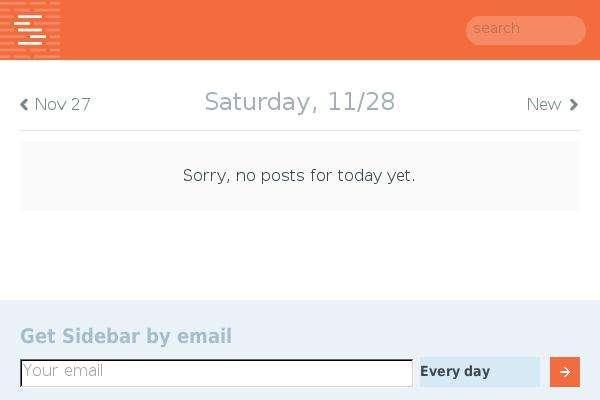 search
Nov 27
Saturday, 11/28
New
Sorry, no posts for today yet.
Get Sidebar by email
Your email
Every day